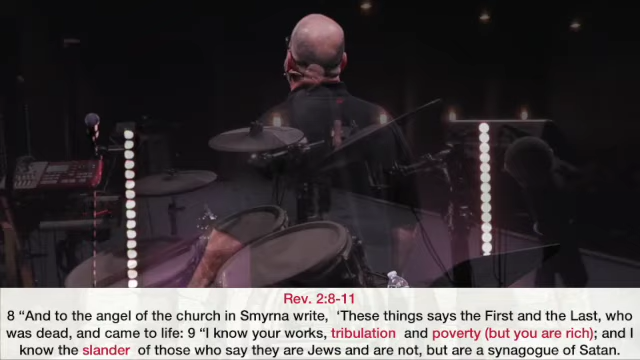 Rev. 2:8-11
8 “And to the angel of the church in Smyrna write, ‘These things says the First and the Last, who
was dead, and came to life: 9 “I know your works, tribulation and poverty (but you are rich); and I
know the slander of those who say they are Jews and are not, but are a synagogue of Satan.